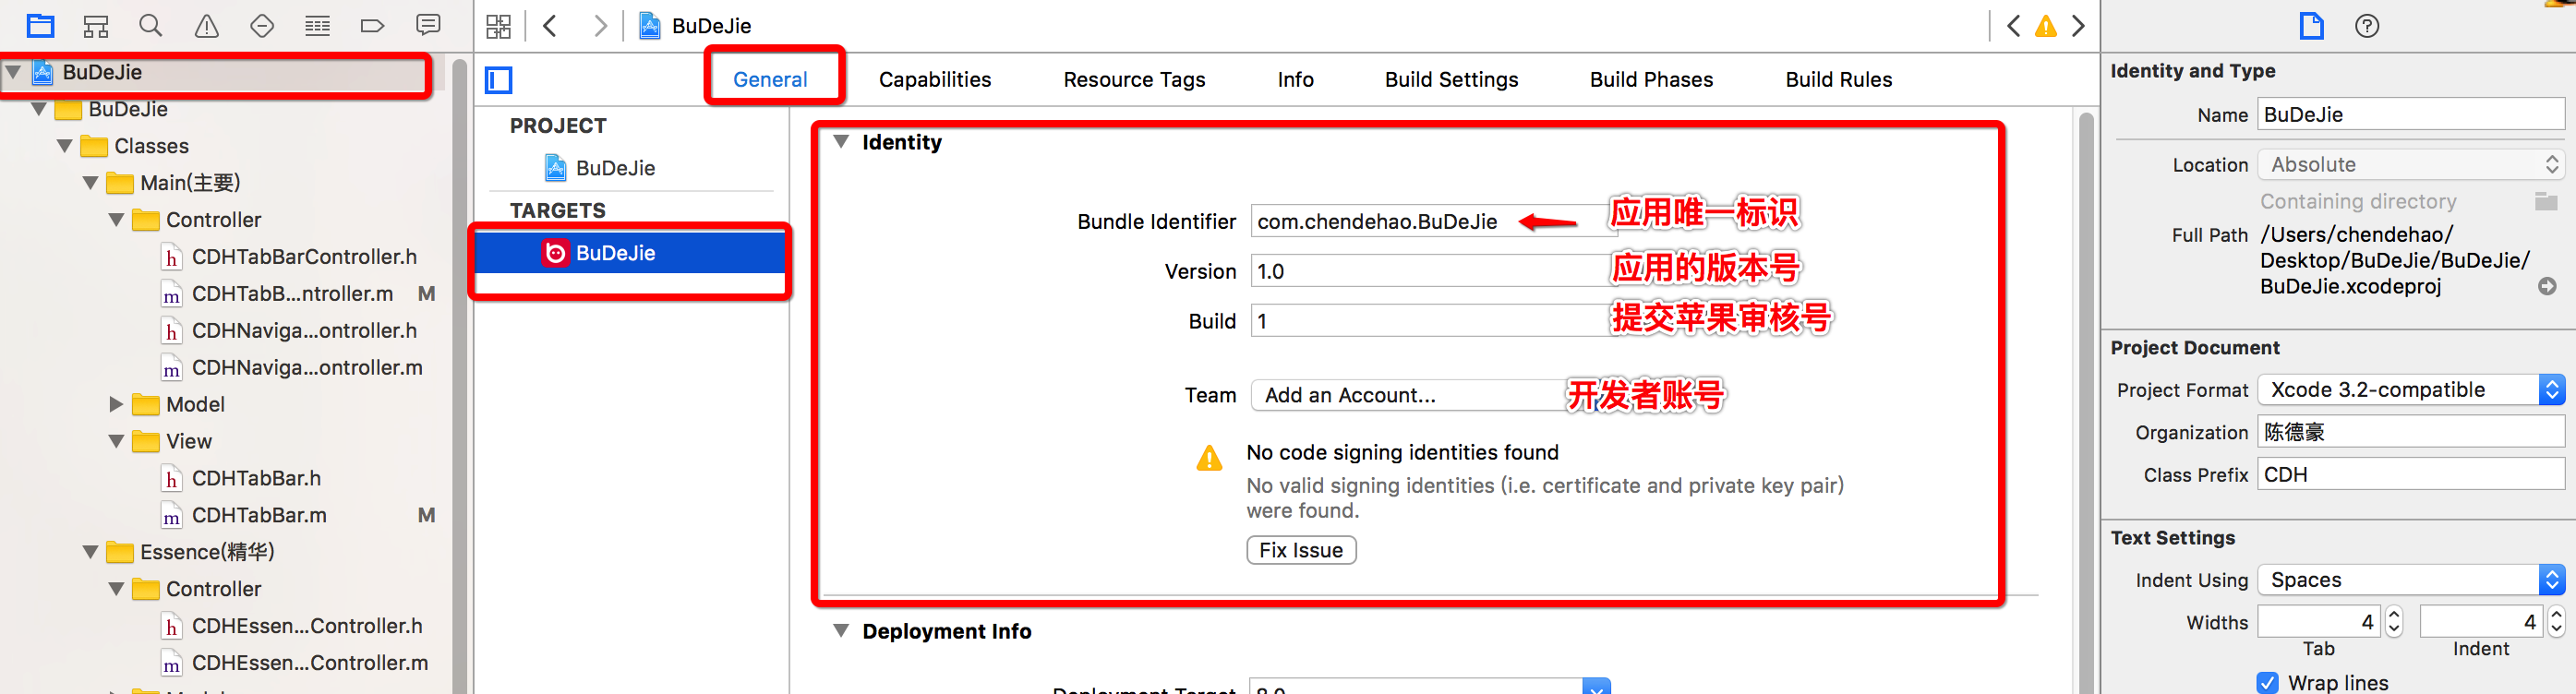 BuDeJie
BuDeJie
Classes
Main(主要)
Controller
CDHTabBarController.h
CDHTabB...ntroller.m M
CDHNaviga...ontroller.h
CDHNaviga...ontroller.m
Model
View
CDHTabBar.h
CDHTabBar.m M
Essence(精华)
Controller
CDHEssen...Controller.h
CDHEssen...Controller.m
BuDeJie
General Capabilities Resource Tags Info Build Settings Build Phases Build Rules
PROJECT
BuDeJie
TARGETS
BuDeJie
Identity
Bundle Identifier com.chendehao.BuDeJie 应用唯一标识
Version 1.0 应用的版本号
Build 1 提交苹果审核号
Team Add an Account... 开发者账号
No code signing identities found
No valid signing identities (i.e. certificate and private key pair)
were found.
Fix Issue
Deployment Info
Deployment Target 8.0
Identity and Type
Name BuDeJie
Location Absolute
Containing directory
Full Path /Users/chendehao/
Desktop/BuDeJie/BuDeJie/
BuDeJie.xcodeproj
Project Document
Project Format Xcode 3.2-compatible
Organization 陈德豪
Class Prefix CDH
Text Settings
Indent Using Spaces
Widths 4 4
Tab Indent
Wrap lines